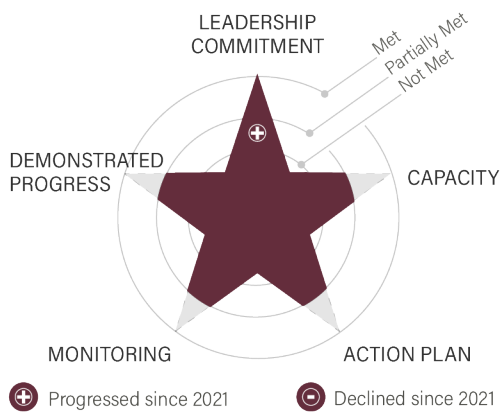 LEADERSHIP
COMMITMENT
Met
Partially Met
Not Met
DEMONSTRATED
PROGRESS
CAPACITY
MONITORING
ACTION PLAN
Progressed since 2021
Declined since 2021